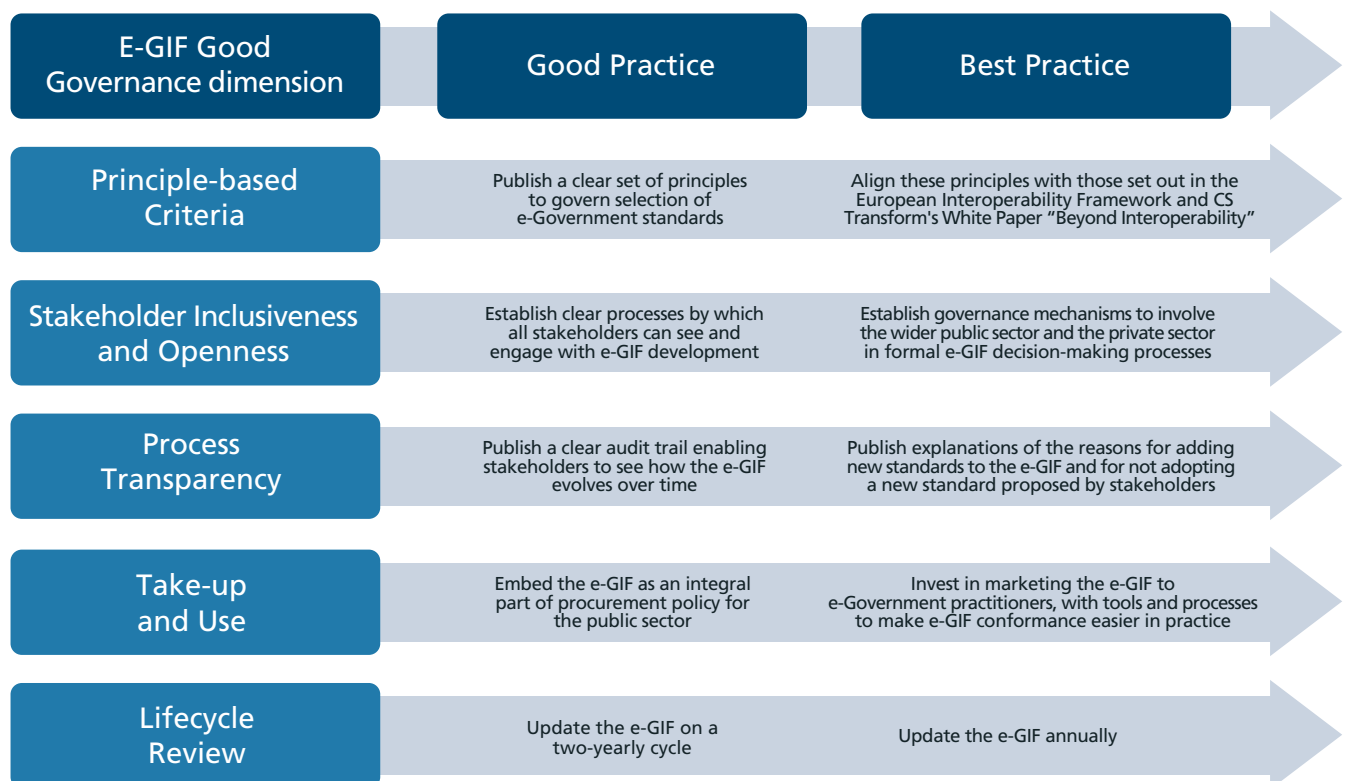 E-GIF Good
Governance dimension
Good Practice
Best Practice
Principle-based
Criteria
Publish a clear set of principles
to govern selection of
e-Government standards
Align these principles with those set out in the
European Interoperability Framework and CS
Transform's White Paper “Beyond Interoperability”
Stakeholder Inclusiveness
and Openness
Establish clear processes by which
all stakeholders can see and
engage with e-GIF development
Establish governance mechanisms to involve
the wider public sector and the private sector
in formal e-GIF decision-making processes
Process
Transparency
Publish a clear audit trail enabling
stakeholders to see how the e-GIF
evolves over time
Publish explanations of the reasons for adding
new standards to the e-GIF and for not adopting
a new standard proposed by stakeholders
Take-up
and Use
Embed the e-GIF as an integral
part of procurement policy for
the public sector
Invest in marketing the e-GIF to
e-Government practitioners, with tools and processes
to make e-GIF conformance easier in practice
Lifecycle
Review
Update the e-GIF on a
two-yearly cycle
Update the e-GIF annually